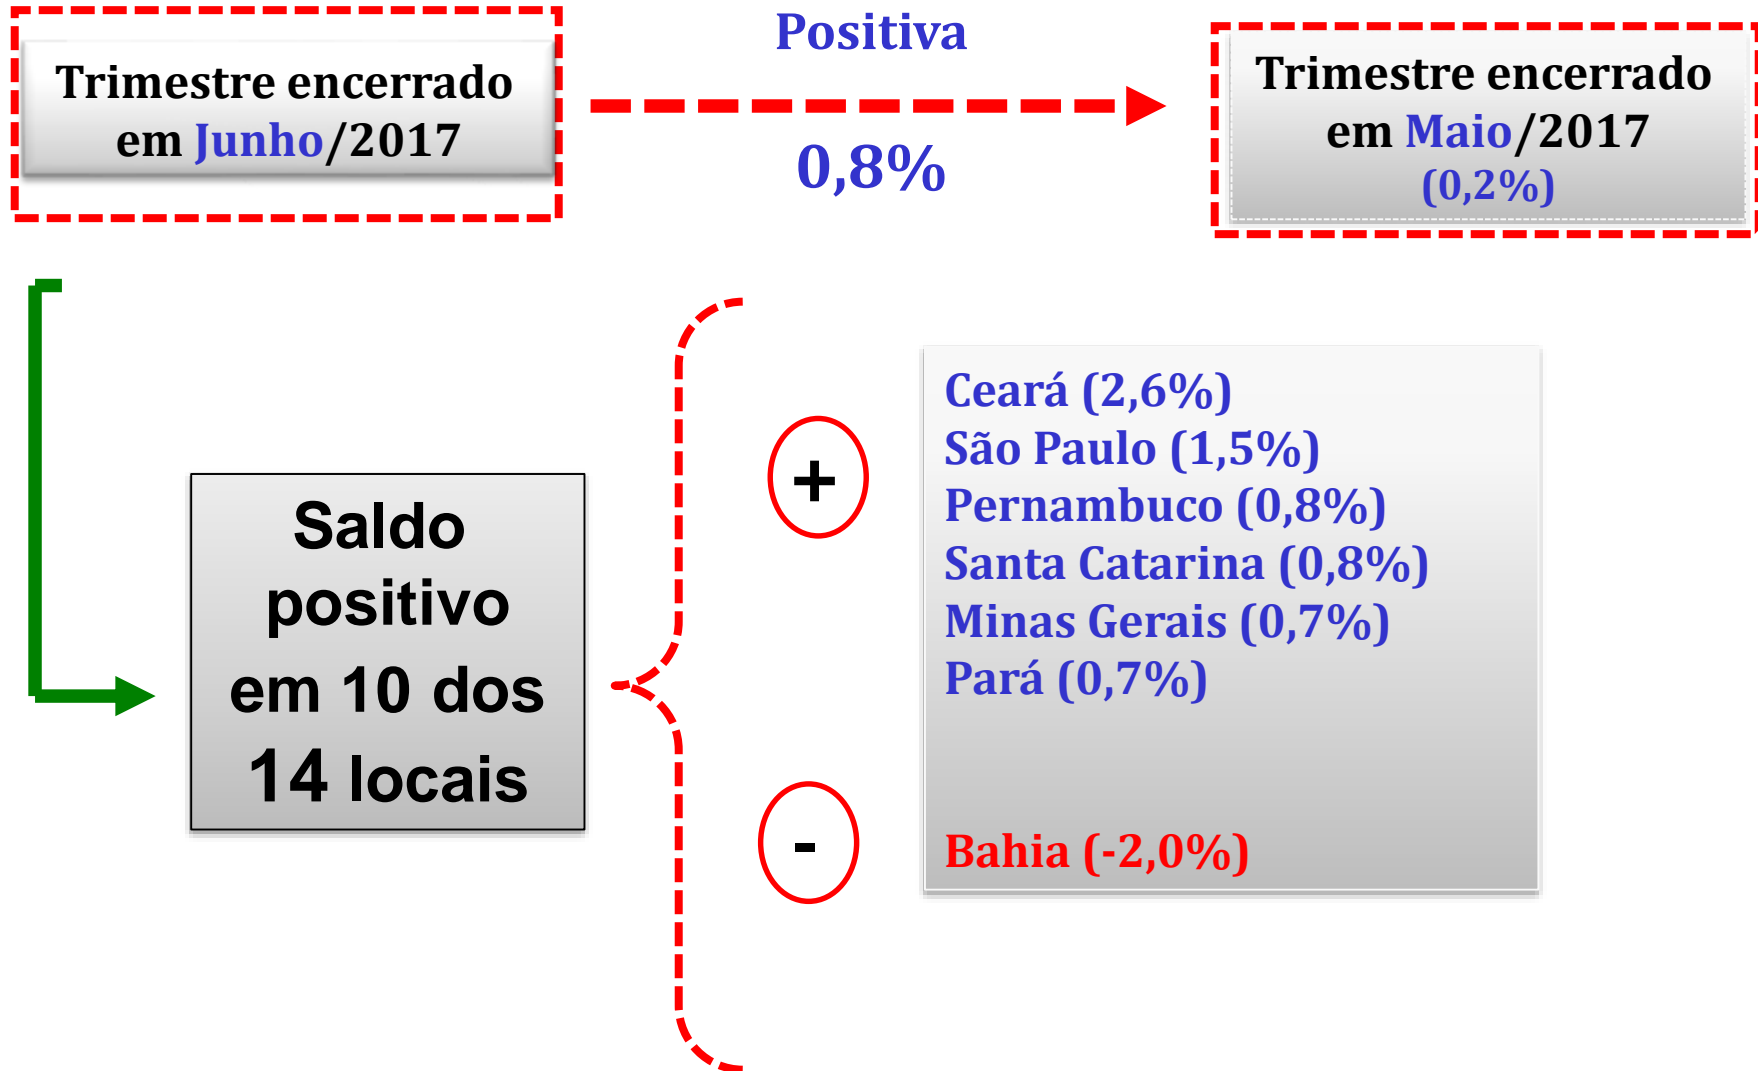 Trimestre encerrado
em Junho/2017
Positiva
0,8%
Trimestre encerrado
em Maio/2017
(0,2%)
Saldo
positivo
em 10 dos
14 locais
+
Ceará (2,6%)
São Paulo (1,5%)
Pernambuco (0,8%)
Santa Catarina (0,8%)
Minas Gerais (0,7%)
Pará (0,7%)
-
Bahia (-2,0%)